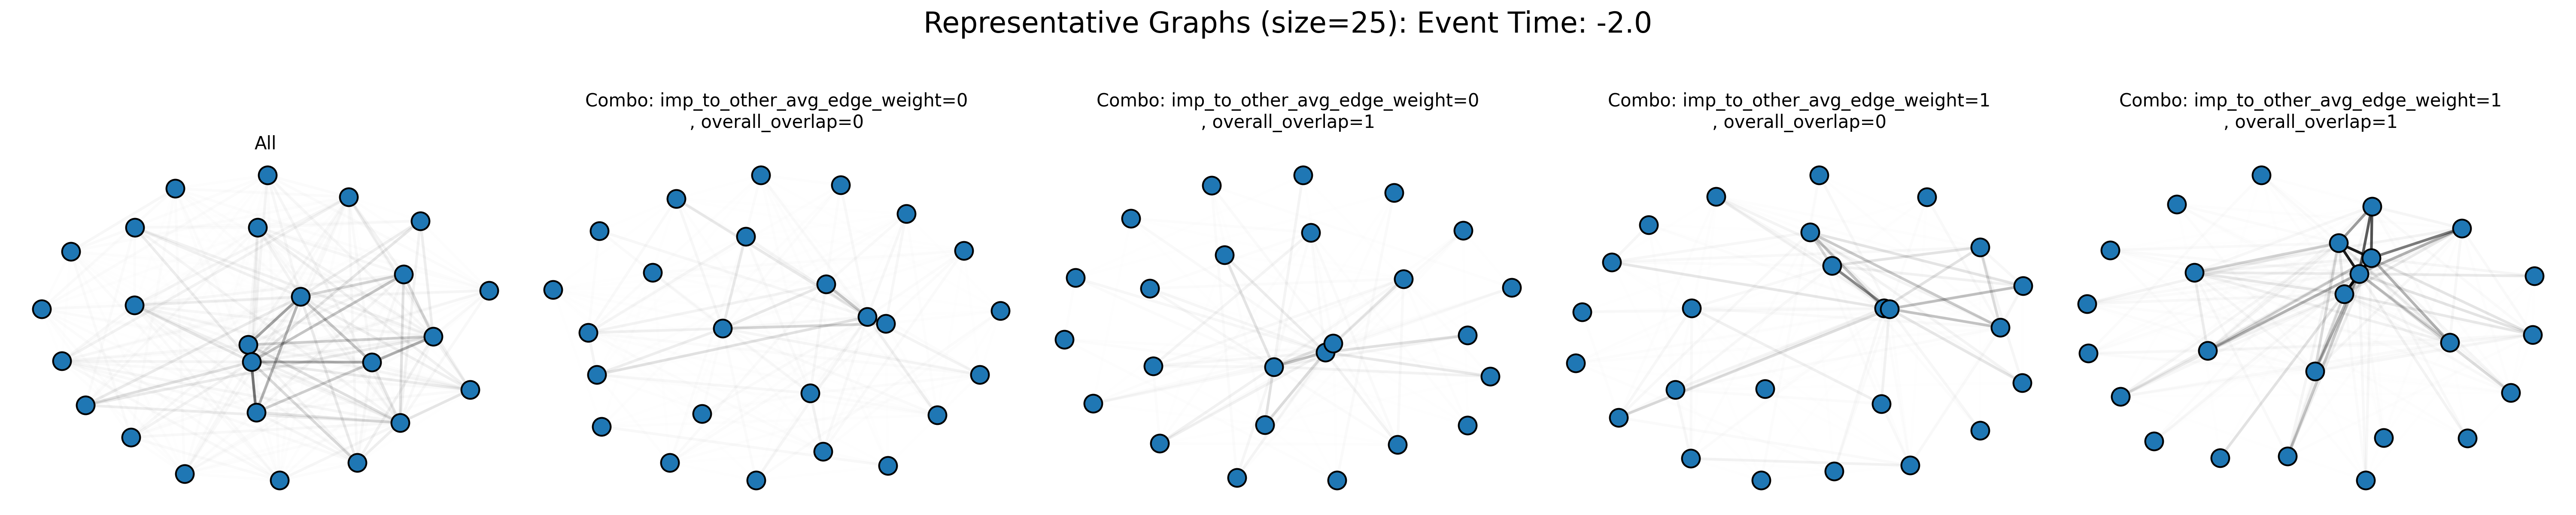 Representative Graphs (size=25): Event Time: -2.0
All
Combo: imp_to_other_avg_edge_weight=0
, overall_overlap=0
Combo: imp_to_other_avg_edge_weight=0
, overall_overlap=1
Combo: imp_to_other_avg_edge_weight=1
, overall_overlap=0
Combo: imp_to_other_avg_edge_weight=1
, overall_overlap=1